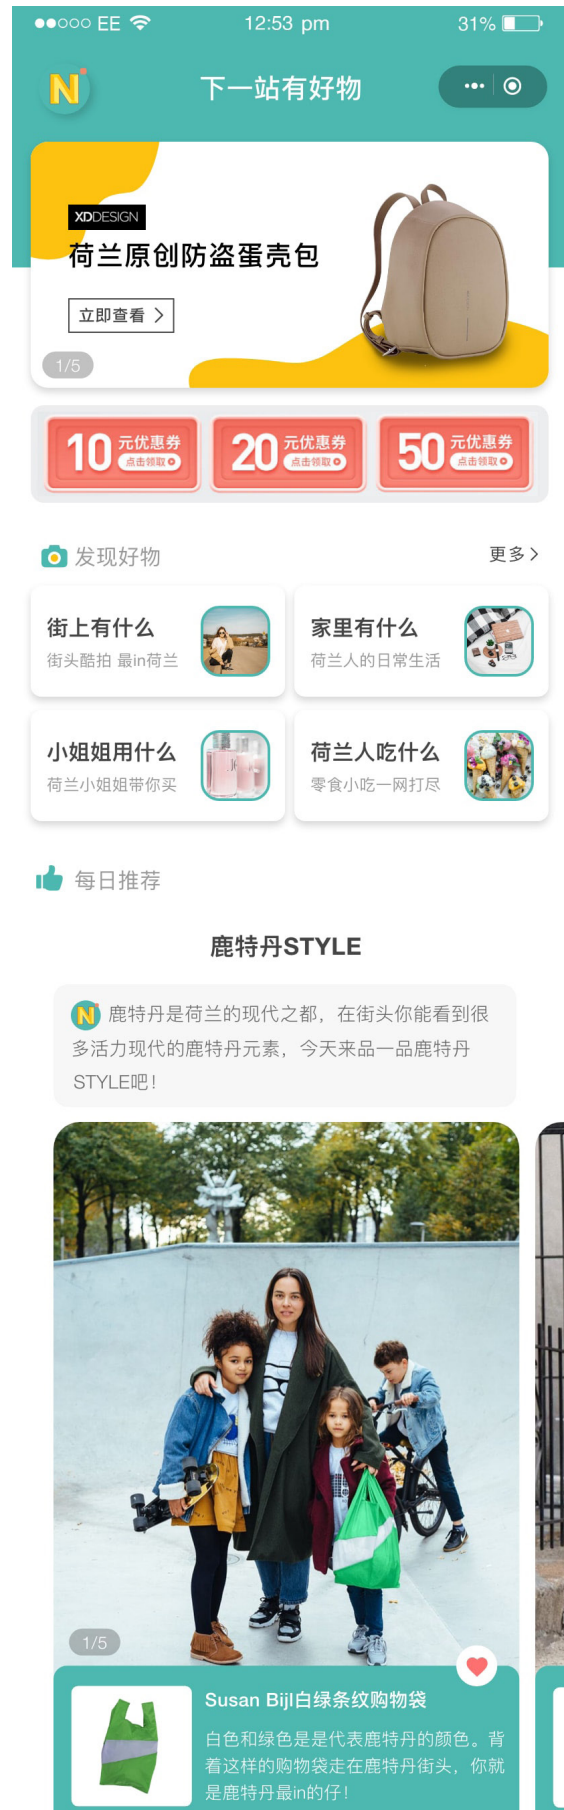 EE 12:53 pm 31%
N 下一站有好物
XDDESIGN
荷兰原创防盗蛋壳包
立即查看 >
1/5
10 元优惠券 点击领取
20 元优惠券 点击领取
50 元优惠券 点击领取
发现好物 更多 >
街上有什么
街头酷拍 最in荷兰
家里有什么
荷兰人的日常生活
小姐姐用什么
荷兰小姐姐带你买
荷兰人吃什么
零食小吃一网打尽
每日推荐
鹿特丹STYLE
N 鹿特丹是荷兰的现代之都，在街头你能看到很
多活力现代的鹿特丹元素，今天来品一品鹿特丹
STYLE吧！
1/5
Susan Bijl白绿条纹购物袋
白色和绿色是是代表鹿特丹的颜色。背
着这样的购物袋走在鹿特丹街头，你就
是鹿特丹最in的仔！